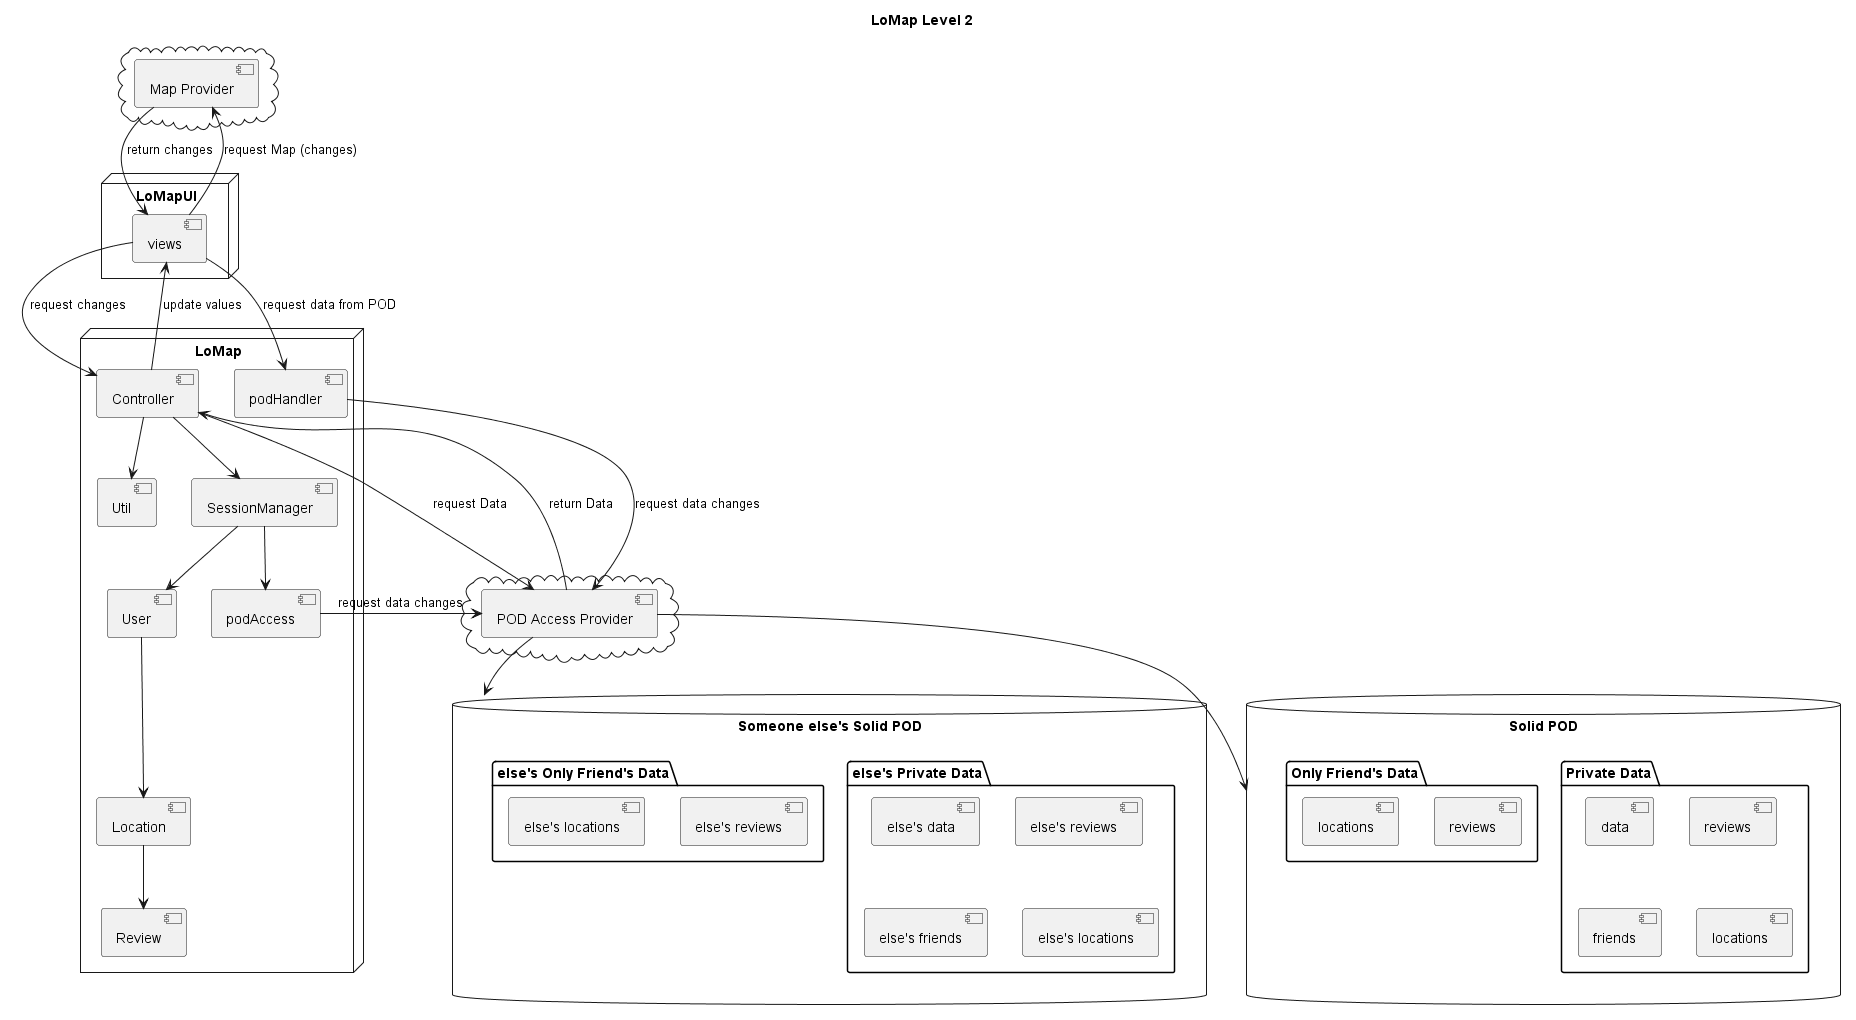 LoMap Level 2
Map Provider
return changes
request Map (changes)
LoMapUI
views
request changes
update values
request data from POD
LoMap
Controller
podHandler
Util
SessionManager
request Data
return Data
request data changes
User
podAccess
request data changes
POD Access Provider
Someone else's Solid POD
Solid POD
else's Only Friend's Data
else's Private Data
Only Friend's Data
Private Data
Location
else's locations
else's reviews
else's data
else's reviews
locations
reviews
data
reviews
Review
else's friends
else's locations
friends
locations